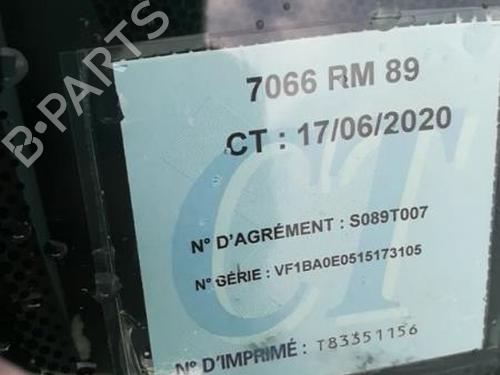 B-PARTS
7066 RM 89
CT : 17/06/2020
CT
N° D'AGRÉMENT : S089T007
N° SÉRIE : VF1BA0E0515173105
N° D'IMPRIMÉ : T83351156